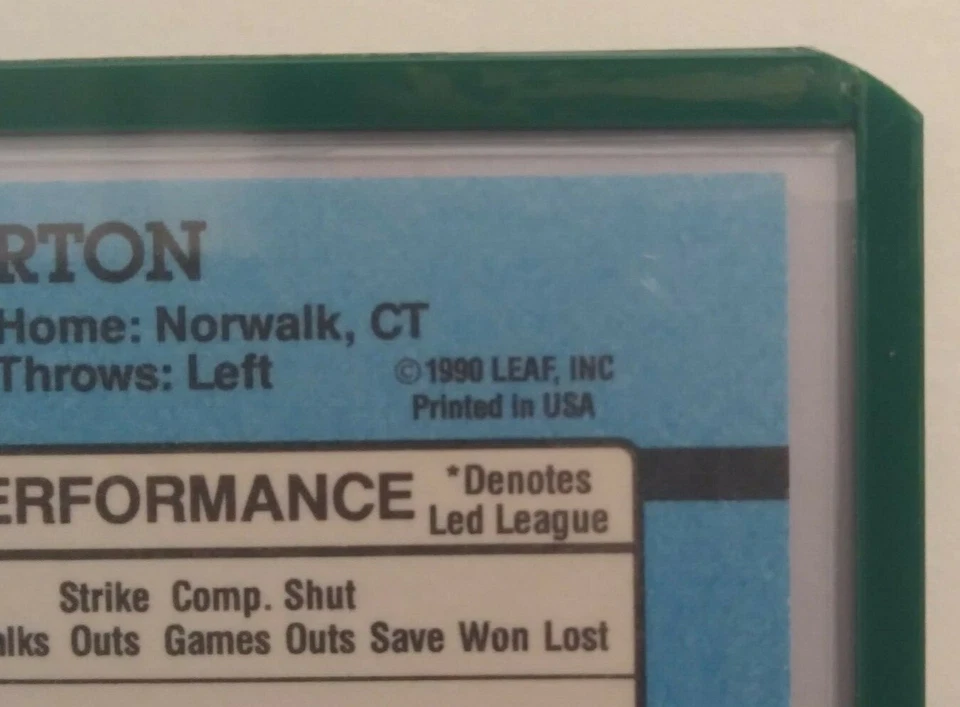 RTON
Home: Norwalk, CT
Throws: Left
©1990 LEAF, INC
Printed in USA
ERFORMANCE
*Denotes
Led League
Strike Comp. Shut
alks Outs Games Outs Save Won Lost